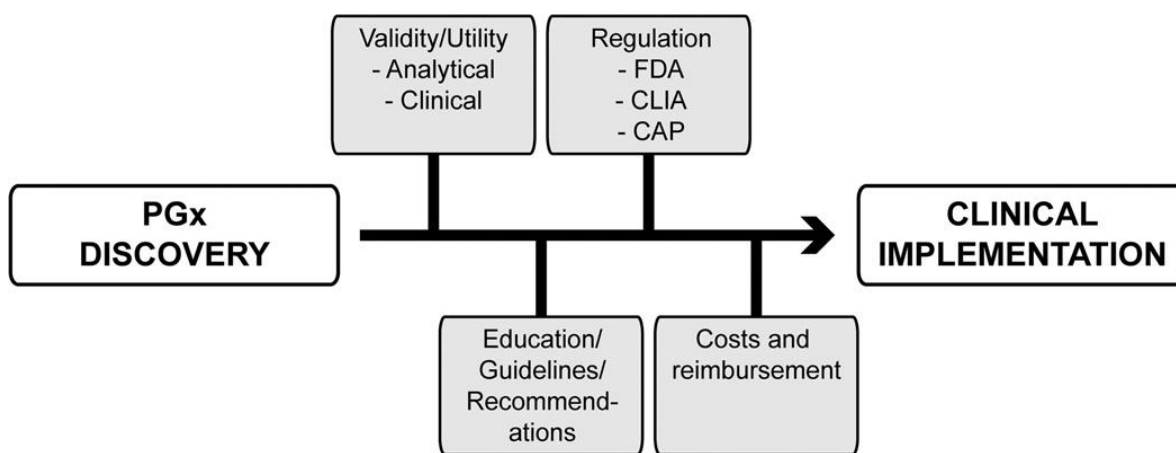 Validity/Utility
- Analytical
- Clinical
Regulation
- FDA
- CLIA
- CAP
PGx
DISCOVERY
CLINICAL
IMPLEMENTATION
Education/
Guidelines/
Recommend-
ations
Costs and
reimbursement